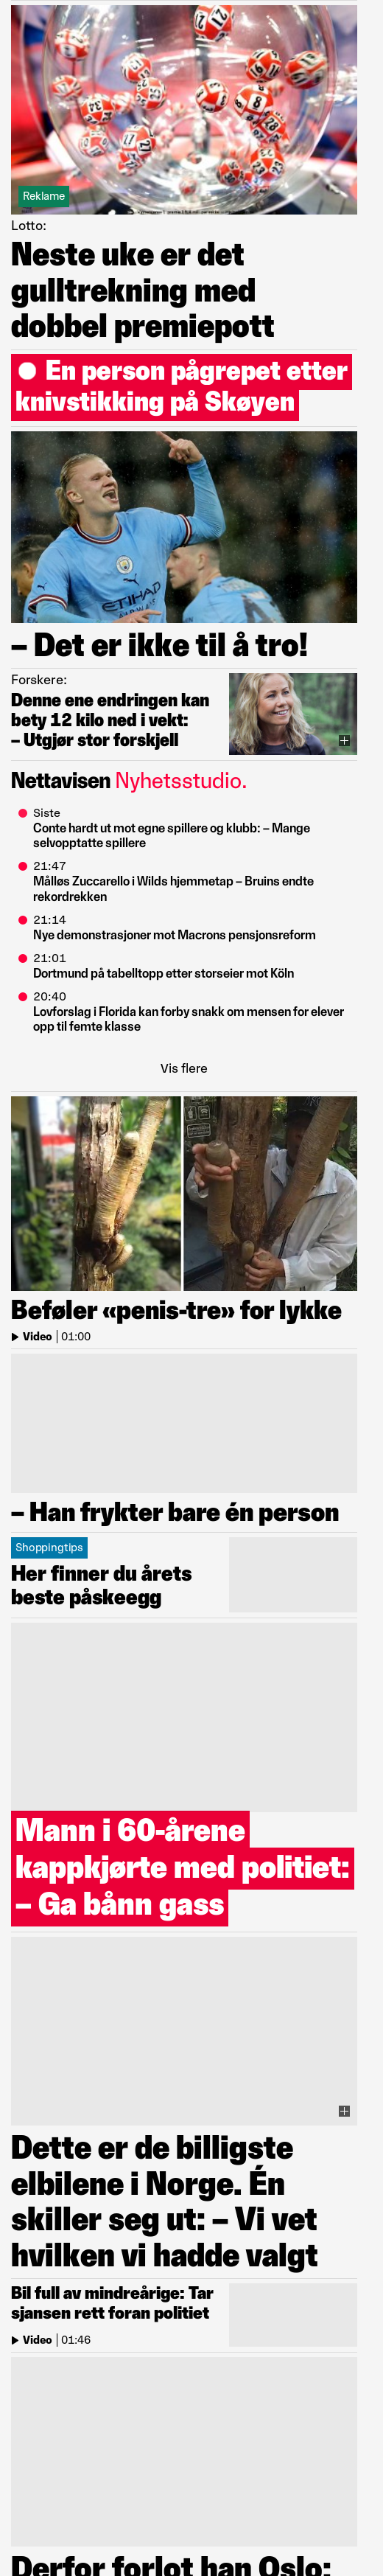 Reklame
Lotto:
Neste uke er det
gulltrekning med
dobbel premiepott
En person pågrepet etter
knivstikking på Skøyen
ETIHAD
– Det er ikke til å tro!
Forskere:
Denne ene endringen kan
bety 12 kilo ned i vekt:
– Utgjør stor forskjell
Nettavisen Nyhetsstudio.
Siste
Conte hardt ut mot egne spillere og klubb: – Mange
selvopptatte spillere
21:47
Målløs Zuccarello i Wilds hjemmetap – Bruins endte
rekordrekken
21:14
Nye demonstrasjoner mot Macrons pensjonsreform
21:01
Dortmund på tabelltopp etter storseier mot Köln
20:40
Lovforslag i Florida kan forby snakk om mensen for elever
opp til femte klasse
Vis flere
Beføler «penis-tre» for lykke
Video | 01:00
– Han frykter bare én person
Shoppingtips
Her finner du årets
beste påskeegg
Mann i 60-årene
kappkjørte med politiet:
– Ga bånn gass
Dette er de billigste
elbilene i Norge. Én
skiller seg ut: – Vi vet
hvilken vi hadde valgt
Bil full av mindreårige: Tar
sjansen rett foran politiet
Video | 01:46
Derfor forlot han Oslo: